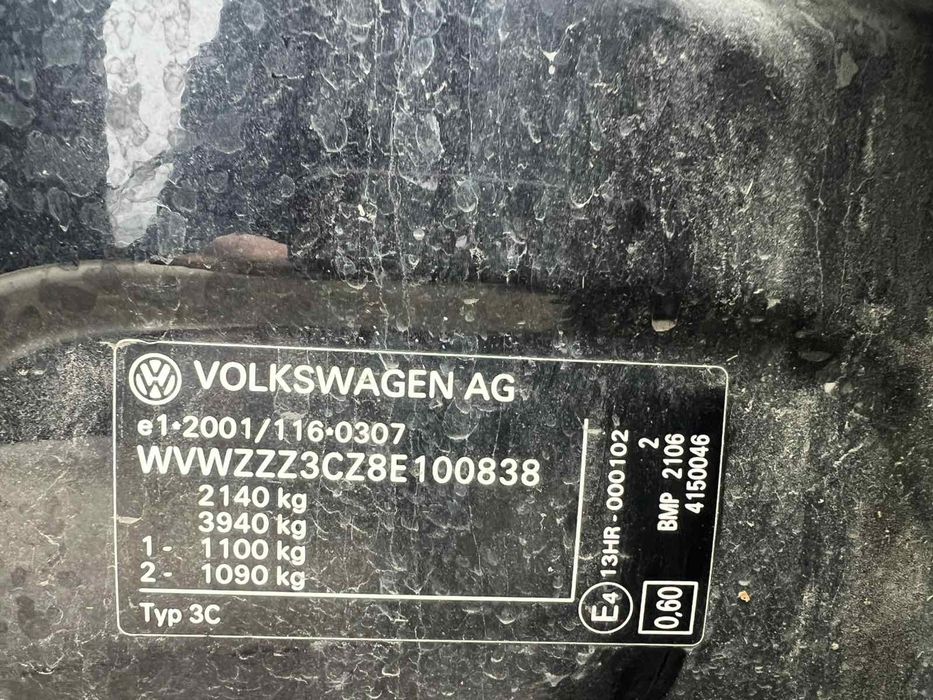 VOLKSWAGEN AG
e1*2001/116*0307
WVWZZZ3CZ8E100838
2140 kg
3940 kg
1- 1100 kg
2- 1090 kg
Typ 3C
E4 13HR-000102
2
BMP 2106
4150046
0,60